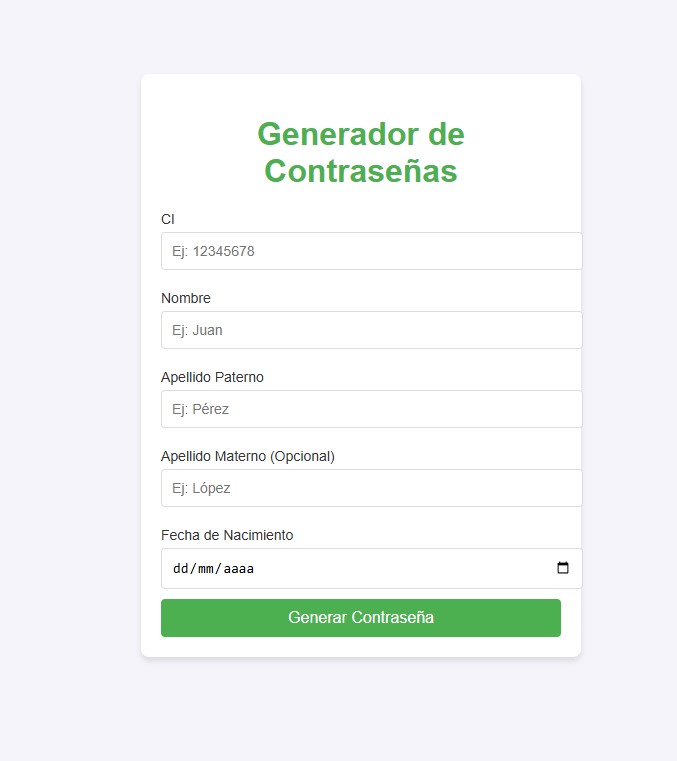 Generador de
Contraseñas
CI
Ej: 12345678
Nombre
Ej: Juan
Apellido Paterno
Ej: Pérez
Apellido Materno (Opcional)
Ej: López
Fecha de Nacimiento
dd/mm/aaaa
Generar Contraseña